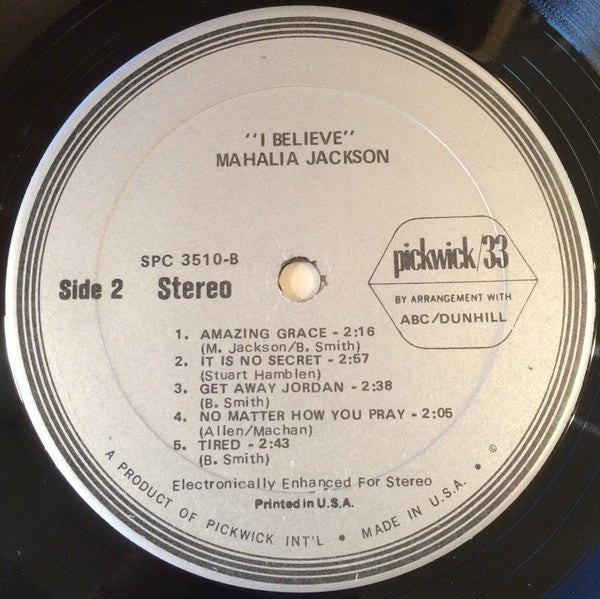 "I BELIEVE"
MAHALIA JACKSON
SPC 3510-B
Side 2 Stereo
pickwick/33
BY ARRANGEMENT WITH
ABC/DUNHILL
1. AMAZING GRACE - 2:16
(M. Jackson/B. Smith)
2. IT IS NO SECRET - 2:57
(Stuart Hamblen)
3. GET AWAY JORDAN - 2:38
(B. Smith)
4. NO MATTER HOW YOU PRAY - 2:05
(Allen/Machan)
5. TIRED - 2:43
(B. Smith)
Electronically Enhanced For Stereo
Printed in U.S.A.
A PRODUCT OF PICKWICK INT'L • MADE IN U.S.A. • ©